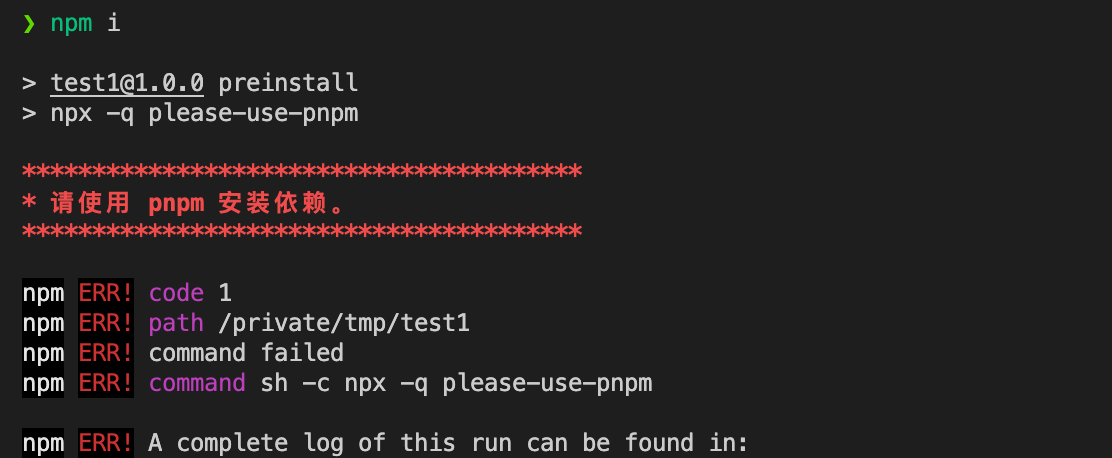 ❯ npm i
> test1@1.0.0 preinstall
> npx -q please-use-pnpm
****************************************
* 请使用 pnpm 安装依赖。
****************************************
npm ERR! code 1
npm ERR! path /private/tmp/test1
npm ERR! command failed
npm ERR! command sh -c npx -q please-use-pnpm
npm ERR! A complete log of this run can be found in: